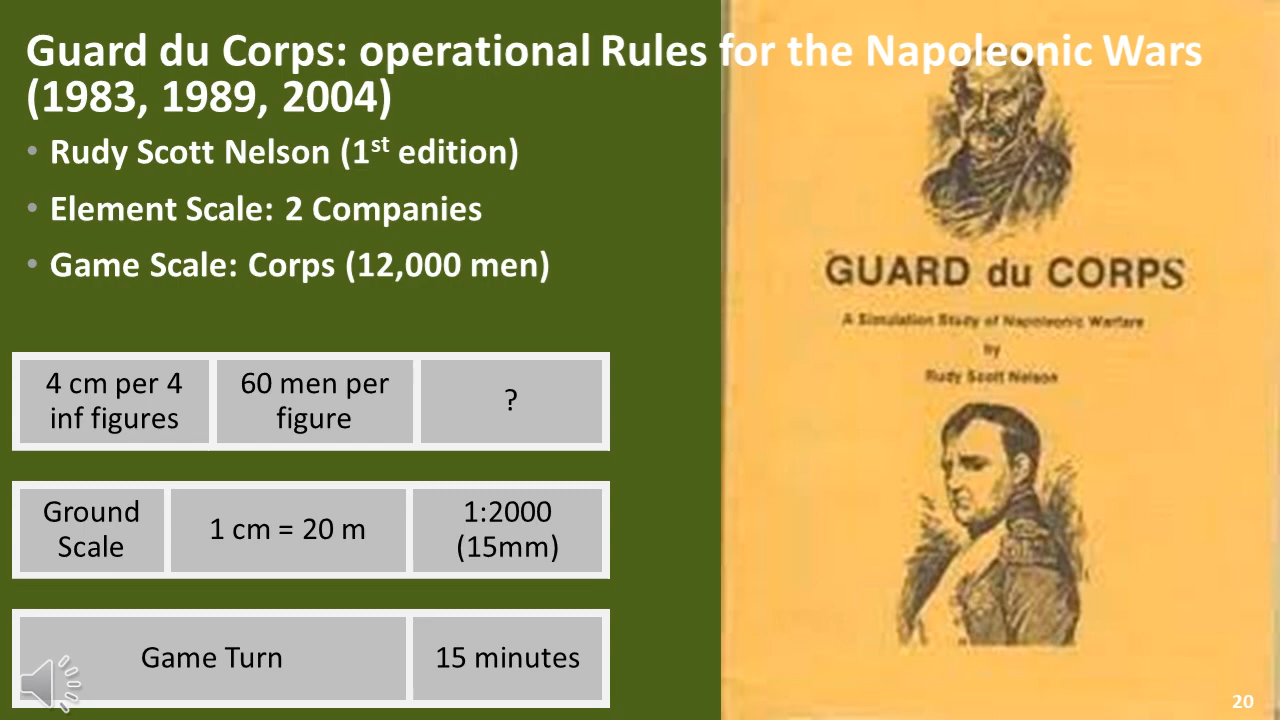 Guard du Corps: operational Rules for the Napoleonic Wars
(1983, 1989, 2004)
• Rudy Scott Nelson (1st edition)
• Element Scale: 2 Companies
• Game Scale: Corps (12,000 men)
4 cm per 4
inf figures
60 men per
figure
?
Ground
Scale
1 cm = 20 m
1:2000
(15mm)
Game Turn
15 minutes
GUARD du CORPS
A Simulation Study of Napoleonic Warfare
by
Rudy Scott Nelson
20